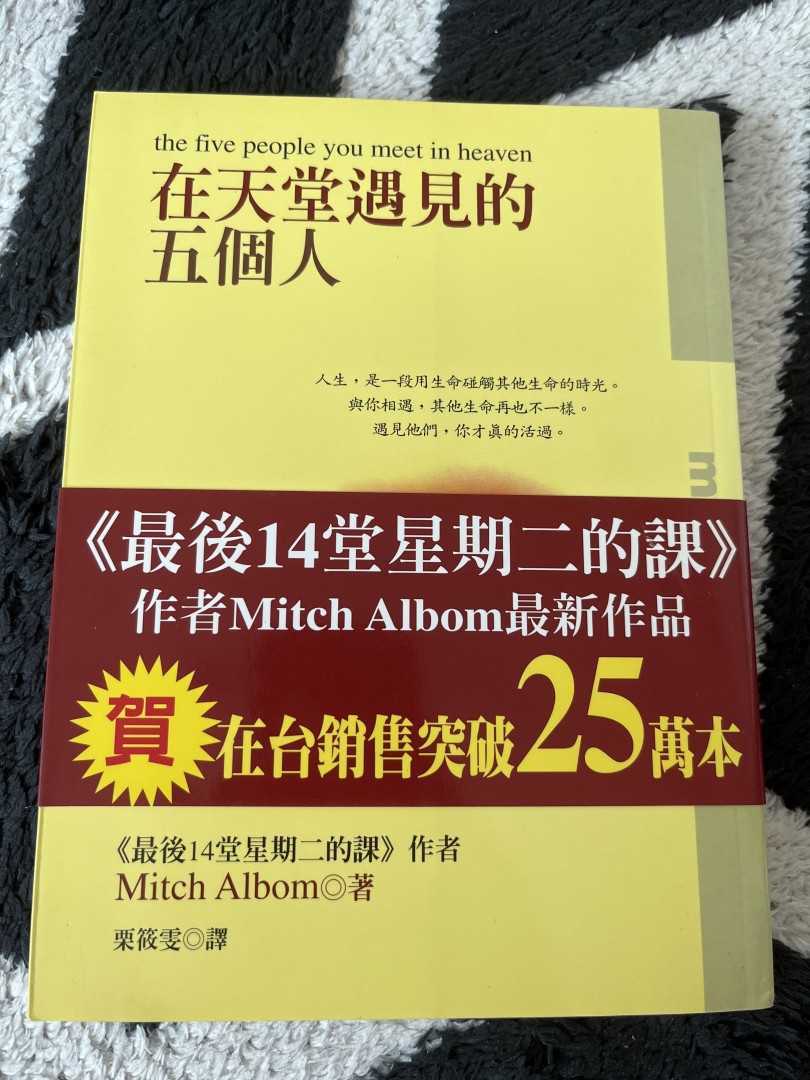 the five people you meet in heaven
在天堂遇見的
五個人
人生，是一段用生命碰觸其他生命的時光。
與你相遇，其他生命再也不一樣。
遇見他們，你才真的活過。
m
《最後14堂星期二的課》
作者Mitch Albom最新作品
賀 在台銷售突破25萬本
《最後14堂星期二的課》作者
Mitch Albom◎著
栗筱雯◎譯